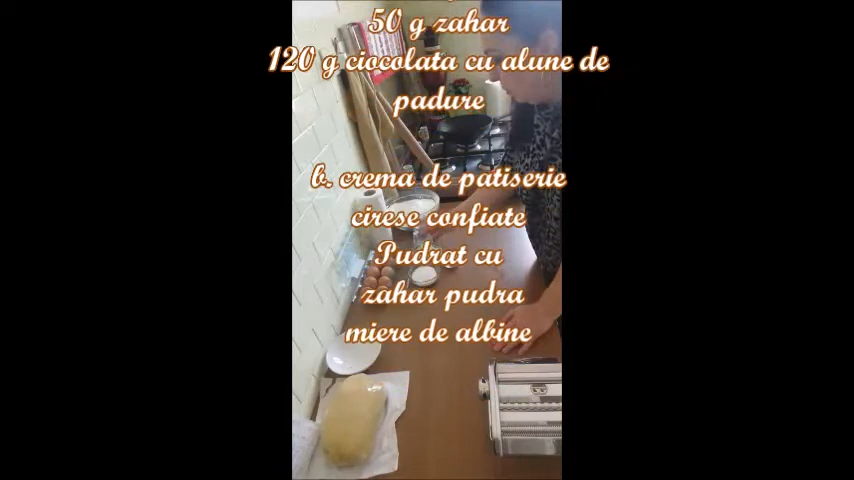 50 g zahar
120 g ciocolata cu alune de
padure
b. crema de patiserie
cirese confiate
Pudrat cu
zahar pudra
miere de albine